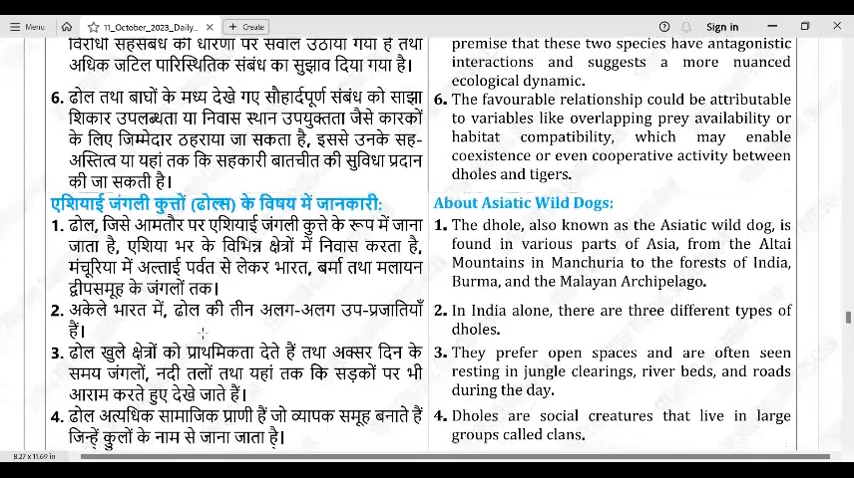 Menu
11_October_2023_Daily...
+ Create
Sign in
विरोधी सहसंबंध की धारणा पर सवाल उठाया गया है तथा
अधिक जटिल पारिस्थितिक संबंध का सुझाव दिया गया है।
6. ढोल तथा बाघों के मध्य देखे गए सौहार्दपूर्ण संबंध को साझा
शिकार उपलब्धता या निवास स्थान उपयुक्तता जैसे कारकों
के लिए जिम्मेदार ठहराया जा सकता है, इससे उनके सह-
अस्तित्व या यहां तक कि सहकारी बातचीत की सुविधा प्रदान
की जा सकती है।
एशियाई जंगली कुत्तों (ढोल्स) के विषय में जानकारी:
1. ढोल, जिसे आमतौर पर एशियाई जंगली कुत्ते के रूप में जाना
जाता है, एशिया भर के विभिन्न क्षेत्रों में निवास करता है,
मंचूरिया में अल्ताई पर्वत से लेकर भारत, बर्मा तथा मलायन
द्वीपसमूह के जंगलों तक।
2. अकेले भारत में, ढोल की तीन अलग-अलग उप-प्रजातियाँ
हैं।
3. ढोल खुले क्षेत्रों को प्राथमिकता देते हैं तथा अक्सर दिन के
समय जंगलों, नदी तलों तथा यहां तक कि सड़कों पर भी
आराम करते हुए देखे जाते हैं।
4. ढोल अत्यधिक सामाजिक प्राणी हैं जो व्यापक समूह बनाते हैं
जिन्हें कुलों के नाम से जाना जाता है।
premise that these two species have antagonistic
interactions and suggests a more nuanced
ecological dynamic.
6. The favourable relationship could be attributable
to variables like overlapping prey availability or
habitat compatibility, which may enable
coexistence or even cooperative activity between
dholes and tigers.
About Asiatic Wild Dogs:
1. The dhole, also known as the Asiatic wild dog, is
found in various parts of Asia, from the Altai
Mountains in Manchuria to the forests of India,
Burma, and the Malayan Archipelago.
2. In India alone, there are three different types of
dholes.
3. They prefer open spaces and are often seen
resting in jungle clearings, river beds, and roads
during the day.
4. Dholes are social creatures that live in large
groups called clans.
8.27 x 11.69 in